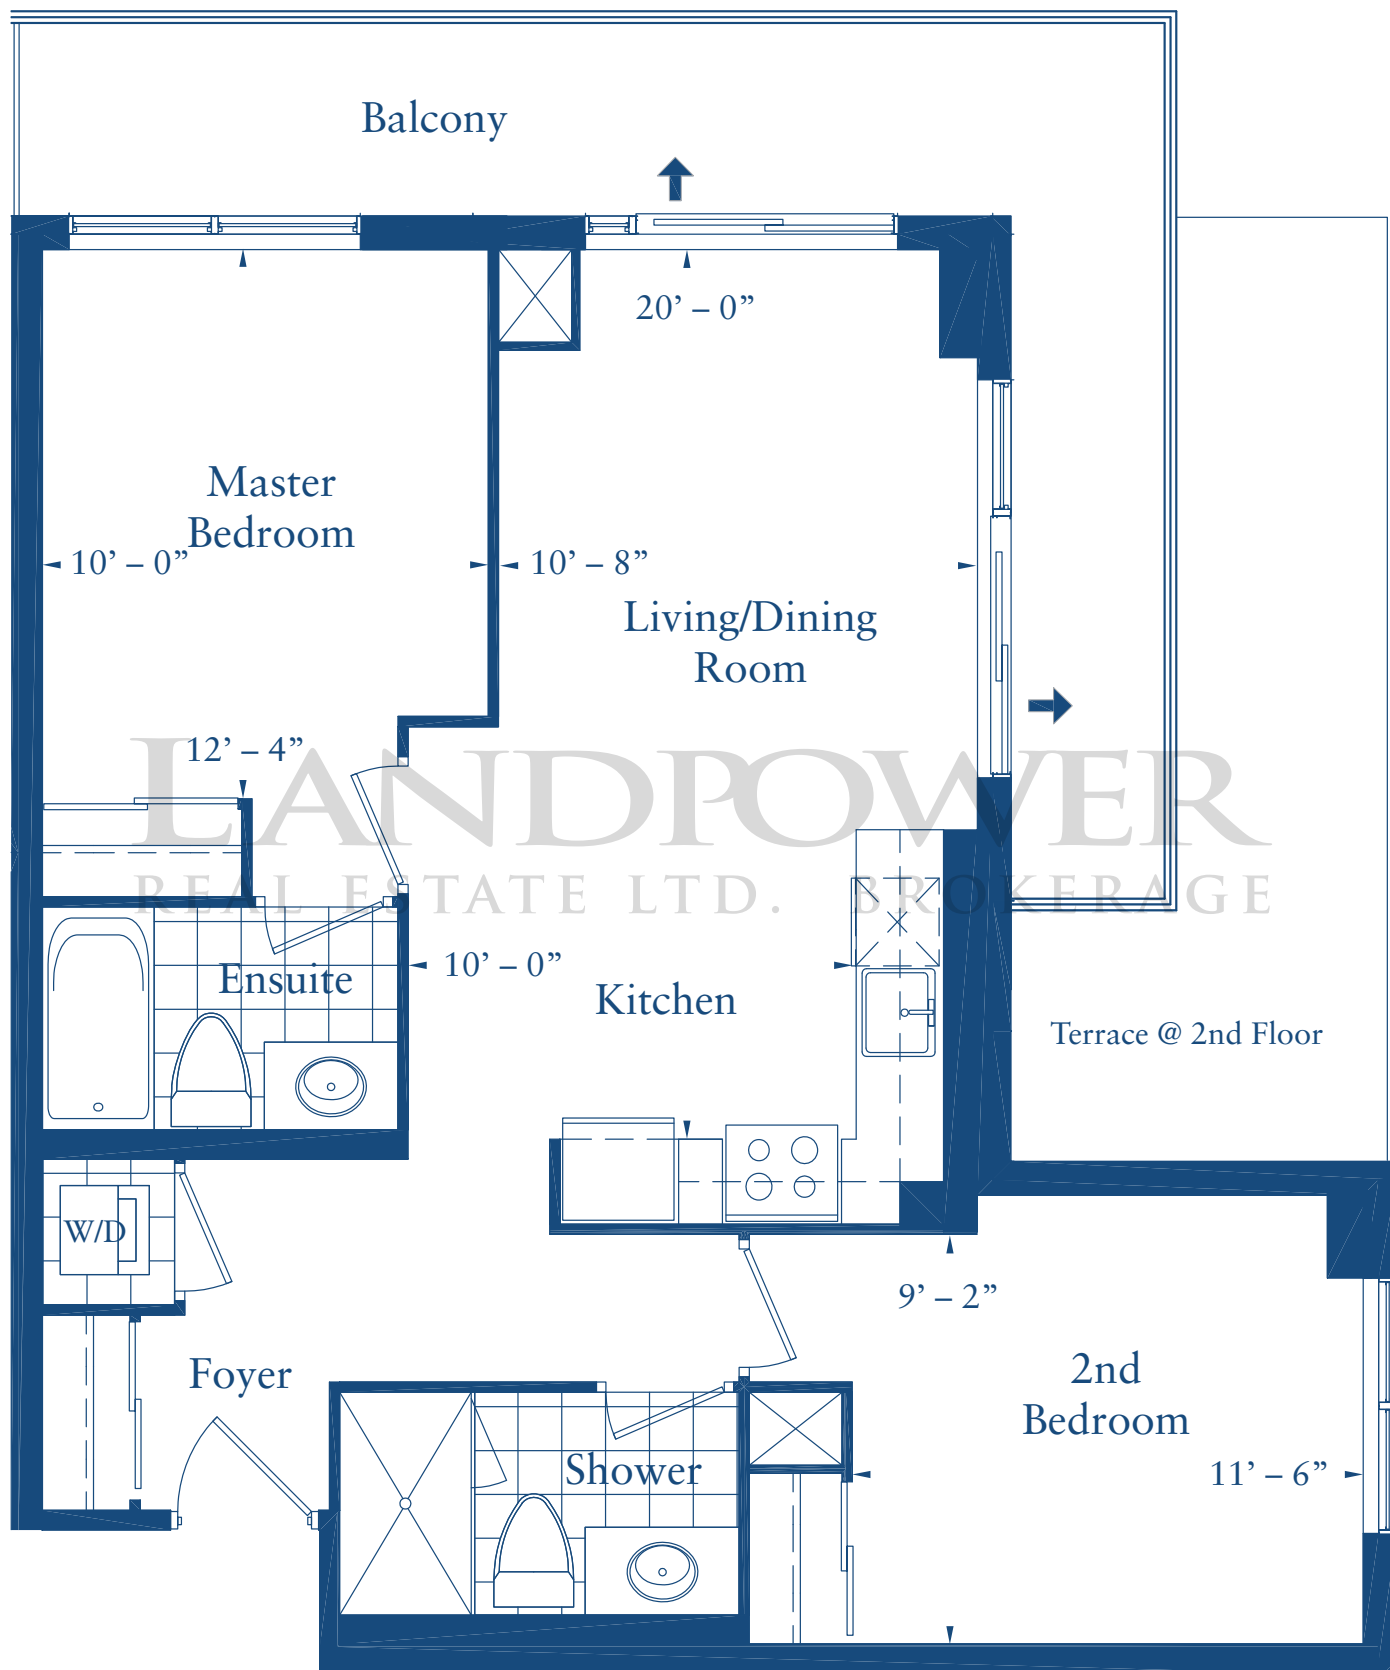 Balcony
20’ – 0”
Master
Bedroom
10’ – 0”
10’ – 8”
Living/Dining
Room
12’ – 4”
LANDPOWER
REAL ESTATE LTD. BROKERAGE
Ensuite
10’ – 0”
Kitchen
Terrace @ 2nd Floor
W/D
9’ – 2”
Foyer
2nd
Bedroom
Shower
11’ – 6”